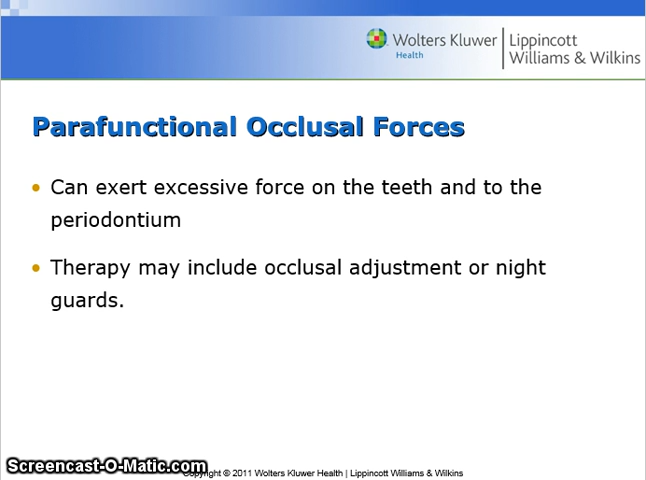 Wolters Kluwer
Health
Lippincott
Williams & Wilkins
Parafunctional Occlusal Forces
• Can exert excessive force on the teeth and to the
periodontium
• Therapy may include occlusal adjustment or night
guards.
Screencast-O-Matic.com
Copyright © 2011 Wolters Kluwer Health | Lippincott Williams & Wilkins